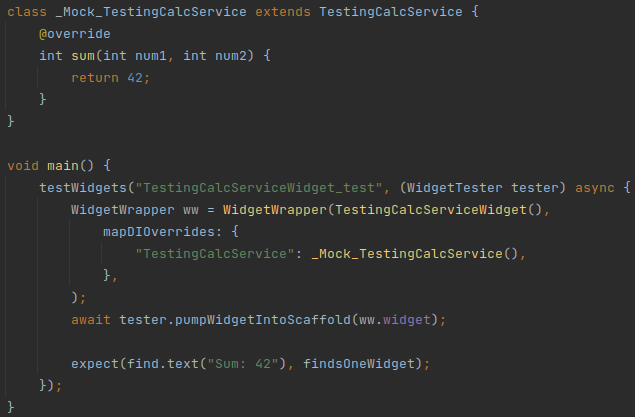 class _Mock_TestingCalcService extends TestingCalcService {
    @override
    int sum(int num1, int num2) {
        return 42;
    }
}

void main() {
    testWidgets("TestingCalcServiceWidget_test", (WidgetTester tester) async {
        WidgetWrapper ww = WidgetWrapper(TestingCalcServiceWidget(),
            mapDIOverrides: {
                "TestingCalcService": _Mock_TestingCalcService(),
            },
        );
        await tester.pumpWidgetIntoScaffold(ww.widget);

        expect(find.text("Sum: 42"), findsOneWidget);
    });
}